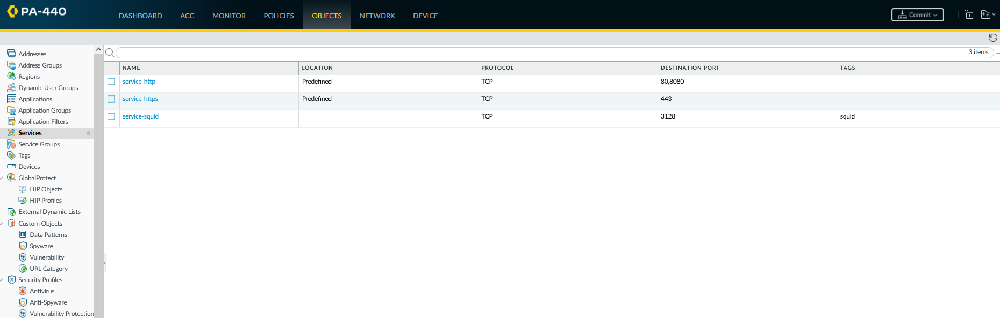 PA-440
DASHBOARD ACC MONITOR POLICIES OBJECTS NETWORK DEVICE
Commit
3 items
Addresses
Address Groups
Regions
Dynamic User Groups
Applications
Application Groups
Application Filters
Services
Service Groups
Tags
Devices
GlobalProtect
HIP Objects
HIP Profiles
External Dynamic Lists
Custom Objects
Data Patterns
Spyware
Vulnerability
URL Category
Security Profiles
Antivirus
Anti-Spyware
Vulnerability Protection
NAME LOCATION PROTOCOL DESTINATION PORT TAGS
service-http Predefined TCP 80,8080
service-https Predefined TCP 443
service-squid TCP 3128 squid